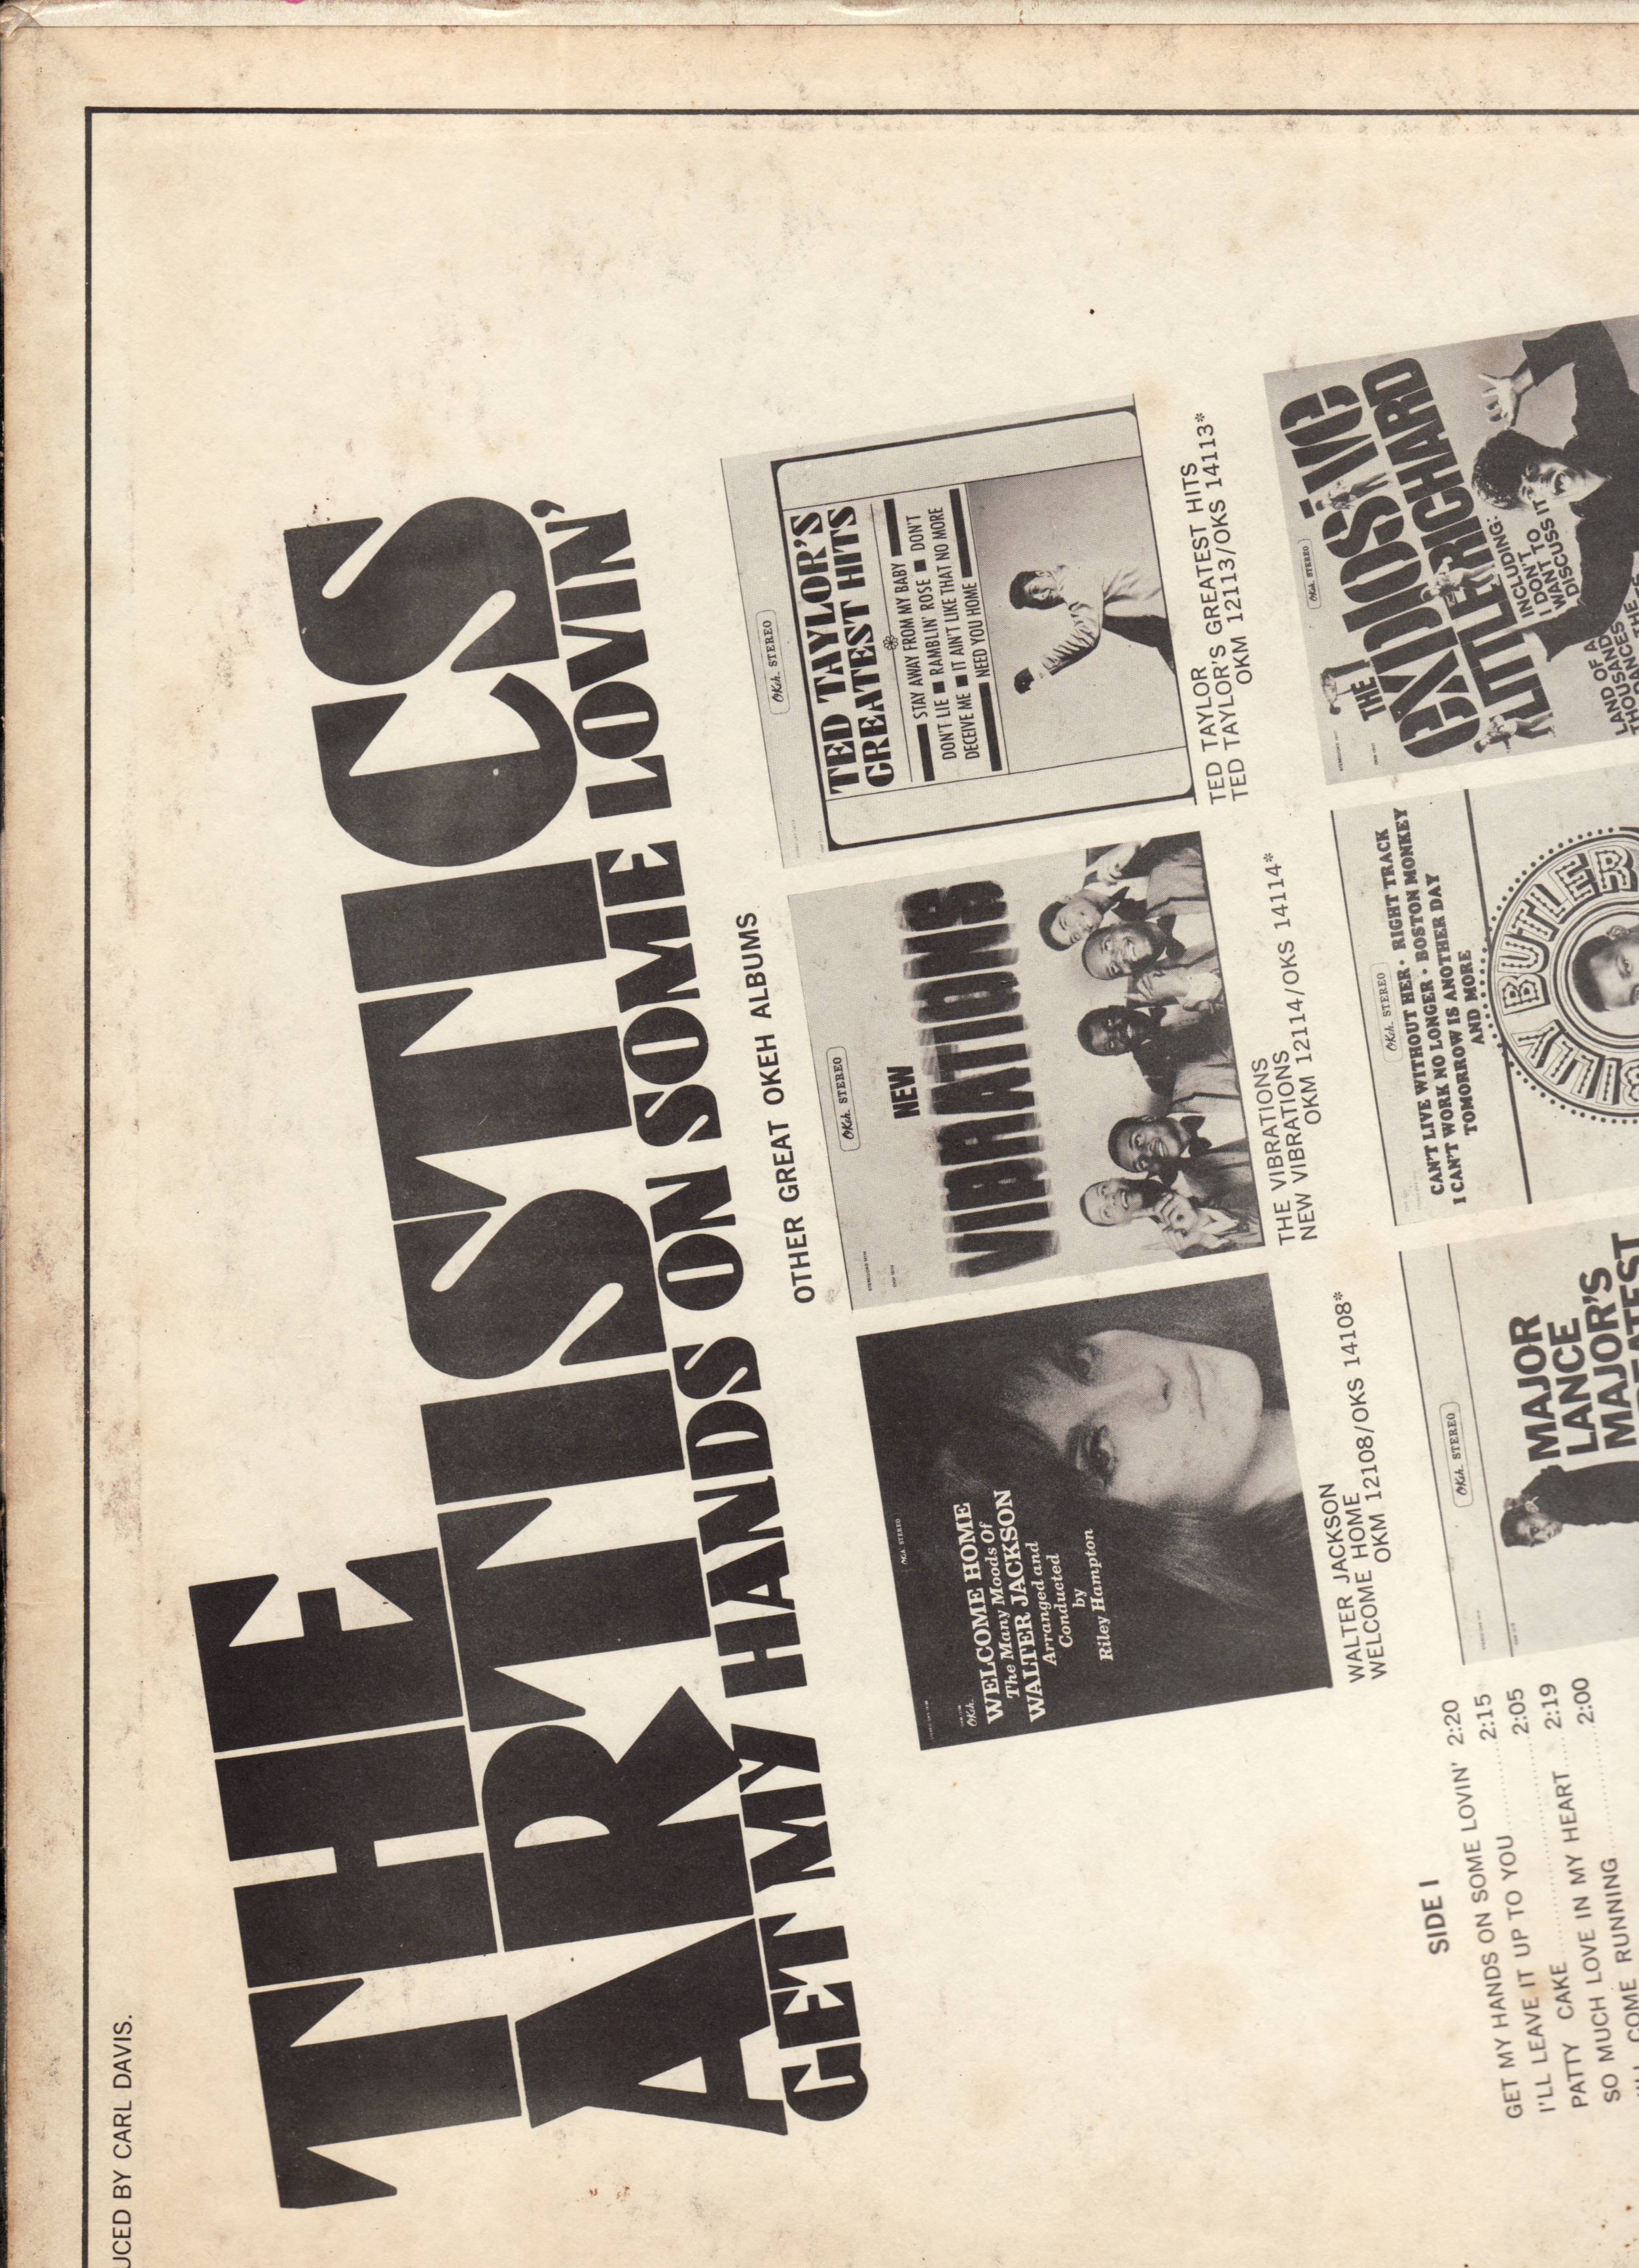 UCED BY CARL DAVIS.
THE
ARTISTICS
GET MY HANDS ON SOME LOVIN'
OTHER GREAT OKEH ALBUMS
OKeh. STEREO
OKeh.
WELCOME HOME
The Many Moods Of
WALTER JACKSON
Arranged and
Conducted
by
Riley Hampton
WALTER JACKSON
WELCOME HOME
OKM 12108/OKS 14108*
OKeh. STEREO
NEW
VIBRATIONS
THE VIBRATIONS
NEW VIBRATIONS
OKM 12114/OKS 14114*
OKeh. STEREO
TED TAYLOR'S
GREATEST HITS
STAY AWAY FROM MY BABY
DON'T LIE ■ RAMBLIN' ROSE ■ DON'T
DECEIVE ME ■ IT AIN'T LIKE THAT NO MORE
NEED YOU HOME
TED TAYLOR
TED TAYLOR'S GREATEST HITS
OKM 12113/OKS 14113*
OKeh. STEREO
MAJOR
LANCE
MAJOR'S
GREATEST
OKeh. STEREO
CAN'T LIVE WITHOUT HER • RIGHT TRACK
I CAN'T WORK NO LONGER • BOSTON MONKEY
TOMORROW IS ANOTHER DAY
AND MORE
BILLY BUTLER
OKeh. STEREO
THE
EXPLOSIVE
LITTLE RICHARD
INCLUDING:
I DON'T
WANT TO
DISCUSS IT
LAND OF A
THOUSAND
DANCES
SIDE I
GET MY HANDS ON SOME LOVIN' 2:20
I'LL LEAVE IT UP TO YOU 2:15
PATTY CAKE 2:05
SO MUCH LOVE IN MY HEART 2:19
I'LL COME RUNNING 2:00